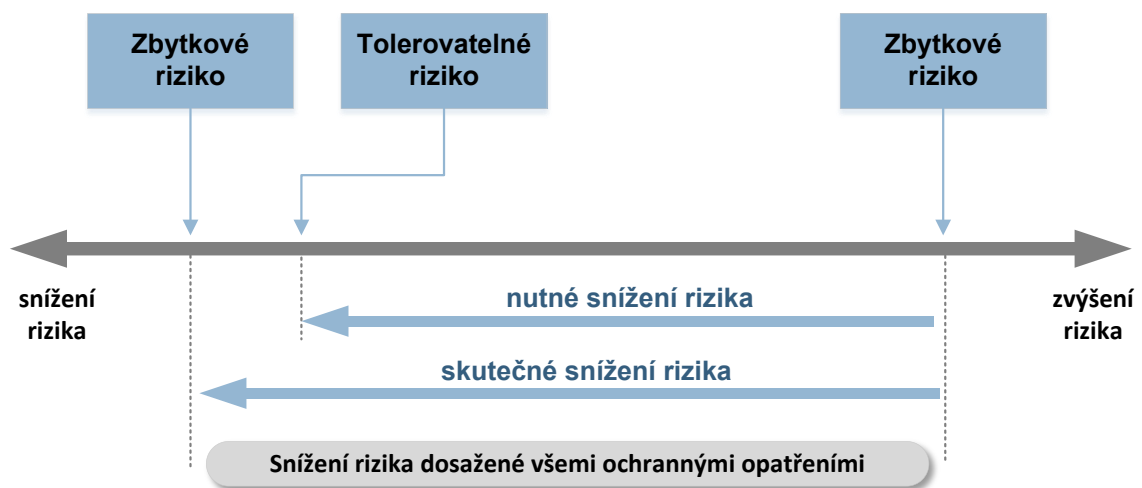 Zbytkové
riziko
Tolerovatelné
riziko
Zbytkové
riziko
snížení
rizika
nutné snížení rizika
zvýšení
rizika
skutečné snížení rizika
Snížení rizika dosažené všemi ochrannými opatřeními